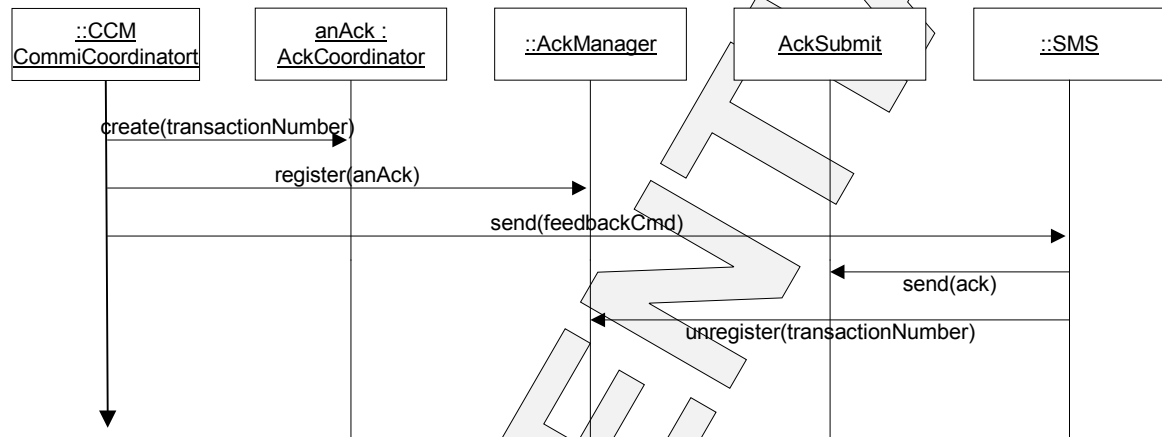 ::CCM
CommiCoordinatort
anAck :
AckCoordinator
::AckManager
AckSubmit
::SMS
create(transactionNumber)
register(anAck)
send(feedbackCmd)
send(ack)
unregister(transactionNumber)